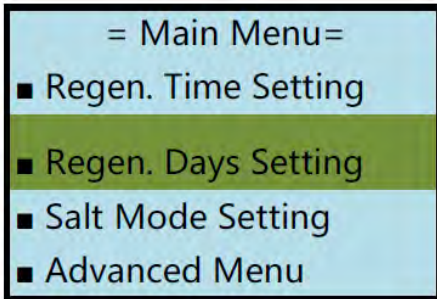 = Main Menu=
■ Regen. Time Setting
■ Regen. Days Setting
■ Salt Mode Setting
■ Advanced Menu